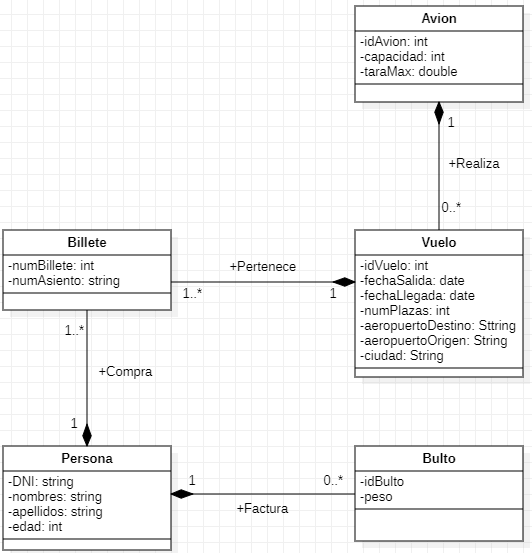 Avion
-idAvion: int
-capacidad: int
-taraMax: double
1
+Realiza
0..*
Billete
-numBillete: int
-numAsiento: string
+Pertenece
1..*
1
Vuelo
-idVuelo: int
-fechaSalida: date
-fechaLlegada: date
-numPlazas: int
-aeropuertoDestino: Sttring
-aeropuertoOrigen: String
-ciudad: String
1..*
+Compra
1
Persona
-DNI: string
-nombres: string
-apellidos: string
-edad: int
1
0..*
+Factura
Bulto
-idBulto
-peso